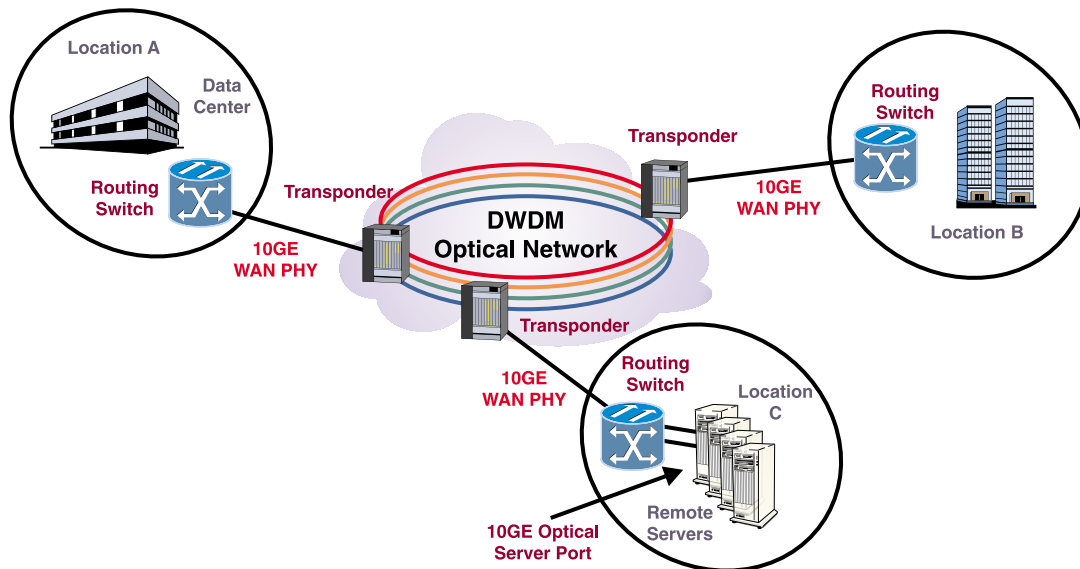 Location A
Data
Center
Routing
Switch
10GE
WAN PHY
Transponder
DWDM
Optical Network
Transponder
10GE
WAN PHY
Routing
Switch
Location B
Transponder
10GE
WAN PHY
Routing
Switch
Location
C
Remote
Servers
10GE Optical
Server Port